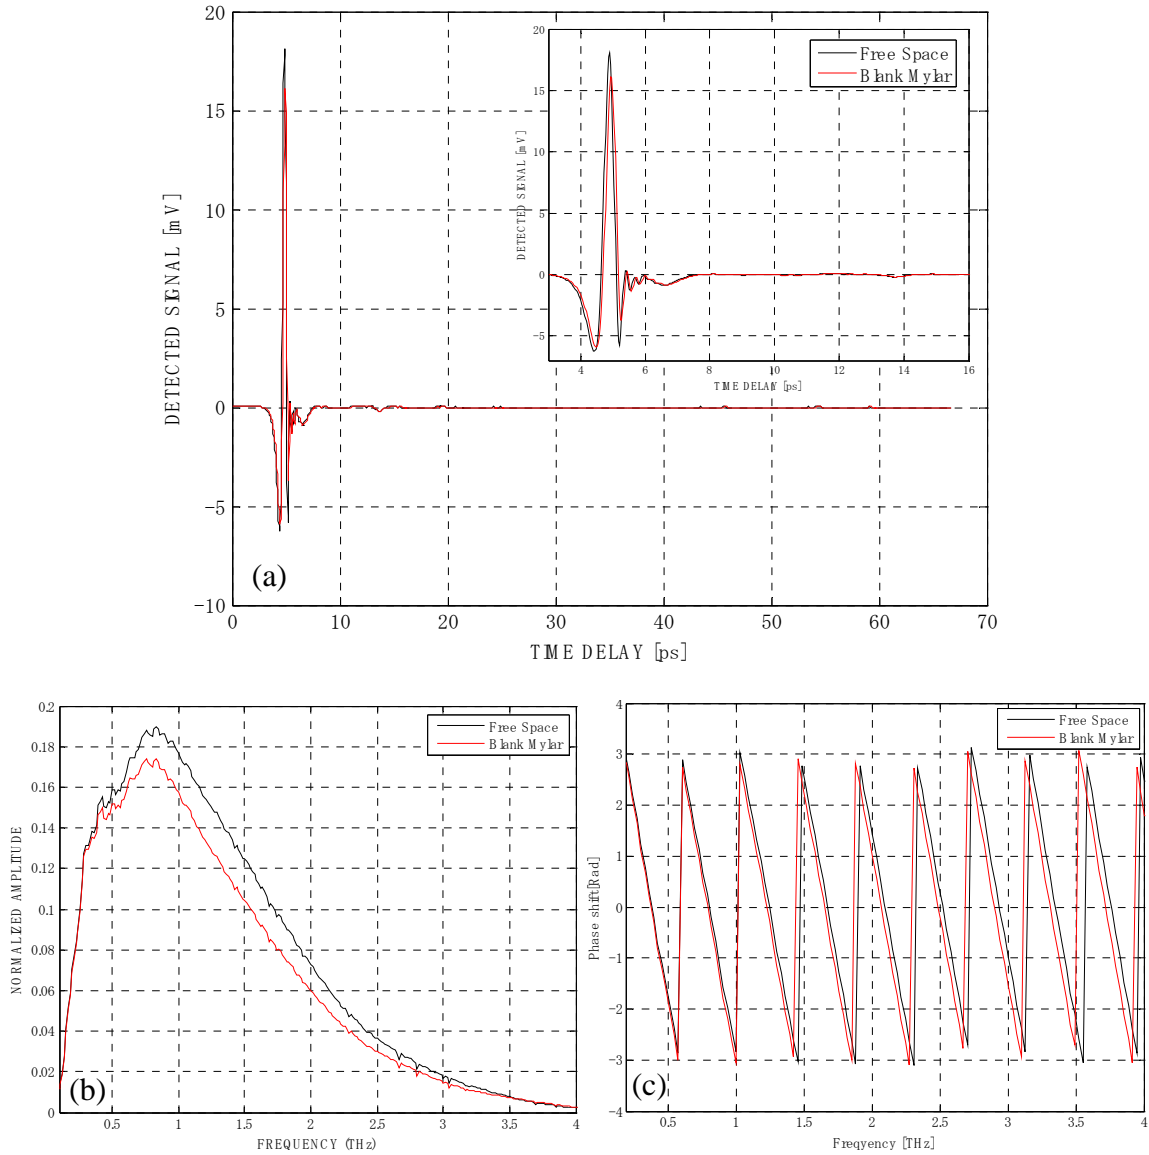 20
15
10
5
0
−5
−10
0 10 20 30 40 50 60 70
DETECTED SIGNAL [mV]
TIME DELAY [ps]
(a)
20
15
10
5
0
−5
4 6 8 10 12 14 16
DETECTED SIGNAL [mV]
TIME DELAY [ps]
Free Space
Blank Mylar
0.2
0.18
0.16
0.14
0.12
0.1
0.08
0.06
0.04
0.02
0
0.5 1 1.5 2 2.5 3 3.5 4
NORMALIZED AMPLITUDE
FREQUENCY (THz)
Free Space
Blank Mylar
(b)
4
3
2
1
0
−1
−2
−3
−4
0.5 1 1.5 2 2.5 3 3.5 4
Phase shift[Rad]
Freqyency [THz]
Free Space
Blank Mylar
(c)